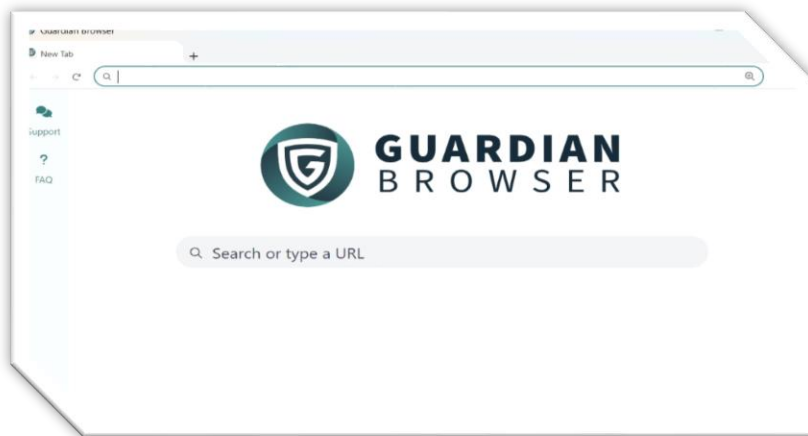 Guardian Browser
New Tab
Support
?
FAQ
G
GUARDIAN
BROWSER
Search or type a URL